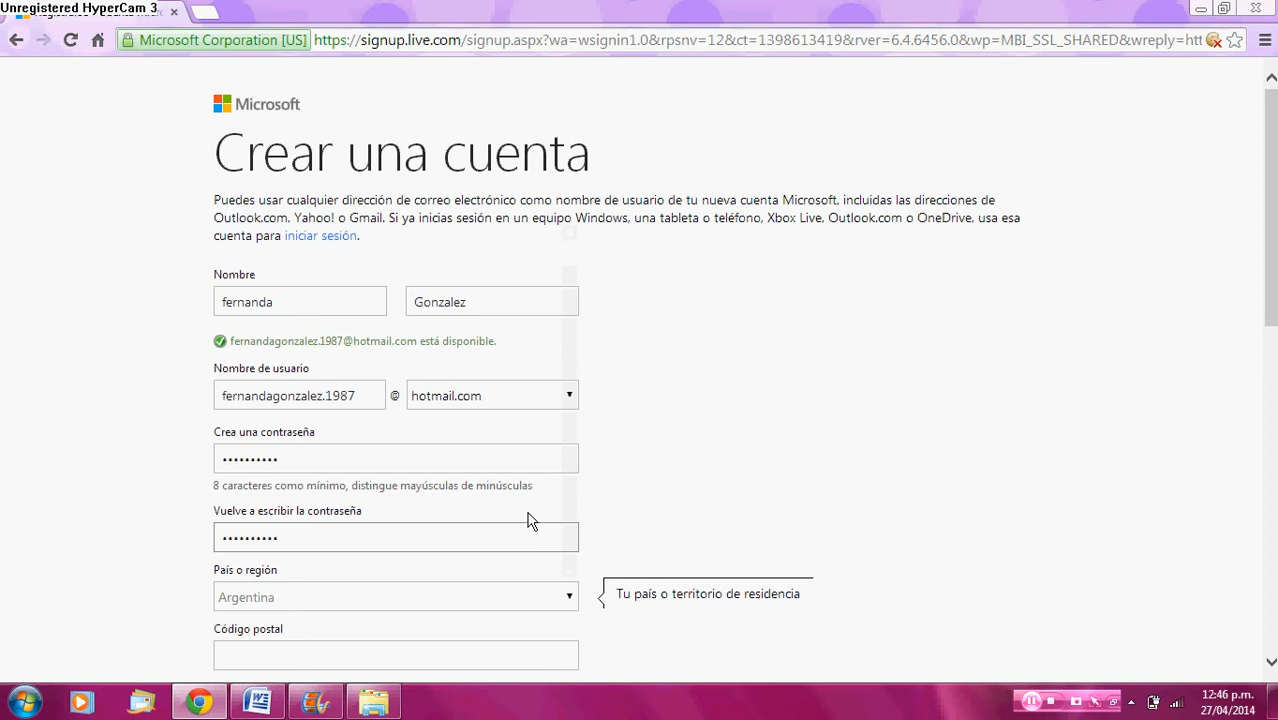 Unregistered HyperCam 3
Microsoft Corporation [US] https://signup.live.com/signup.aspx?wa=wsignin1.0&rpsnv=12&ct=1398613419&rver=6.4.6456.0&wp=MBI_SSL_SHARED&wreply=htt
Microsoft
Crear una cuenta
Puedes usar cualquier dirección de correo electrónico como nombre de usuario de tu nueva cuenta Microsoft, incluidas las direcciones de
Outlook.com, Yahoo! o Gmail. Si ya inicias sesión en un equipo Windows, una tableta o teléfono, Xbox Live, Outlook.com o OneDrive, usa esa
cuenta para iniciar sesión.
Nombre
fernanda Gonzalez
fernandagonzalez.1987@hotmail.com está disponible.
Nombre de usuario
fernandagonzalez.1987 @ hotmail.com
Crea una contraseña
••••••••••
8 caracteres como mínimo, distingue mayúsculas de minúsculas
Vuelve a escribir la contraseña
••••••••••
País o región
Argentina
Tu país o territorio de residencia
Código postal
12:46 p.m.
27/04/2014